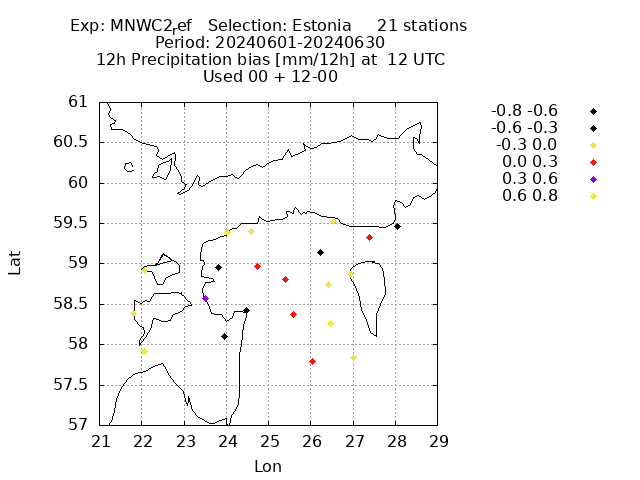 Exp: MNWC2ref Selection: Estonia 21 stations
Period: 20240601-20240630
12h Precipitation bias [mm/12h] at 12 UTC
Used 00 + 12-00
-0.8 -0.6
-0.6 -0.3
-0.3 0.0
0.0 0.3
0.3 0.6
0.6 0.8
61
60.5
60
59.5
59
58.5
58
57.5
57
Lat
21 22 23 24 25 26 27 28 29
Lon